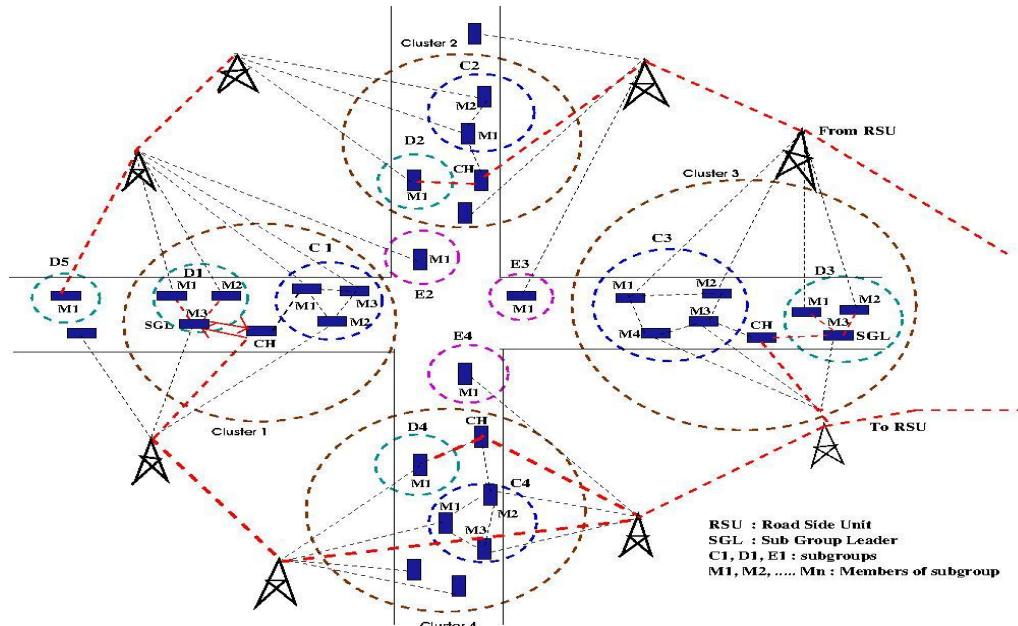 Cluster 2
C2
M2
M1
D2
CH
M1
From RSU
Cluster 3
M1
E2
E3
M1
D5
M1
D1
M1
M2
M3
SGL
CH
C 1
M1
M3
M2
C3
M1
M2
M3
M4
CH
D3
M1
M2
M3
SGL
E4
M1
Cluster 1
D4
M1
CH
C4
M1
M2
M3
To RSU
RSU : Road Side Unit
SGL : Sub Group Leader
C1, D1, E1 : subgroups
M1, M2, ..... Mn : Members of subgroup
Cluster 4